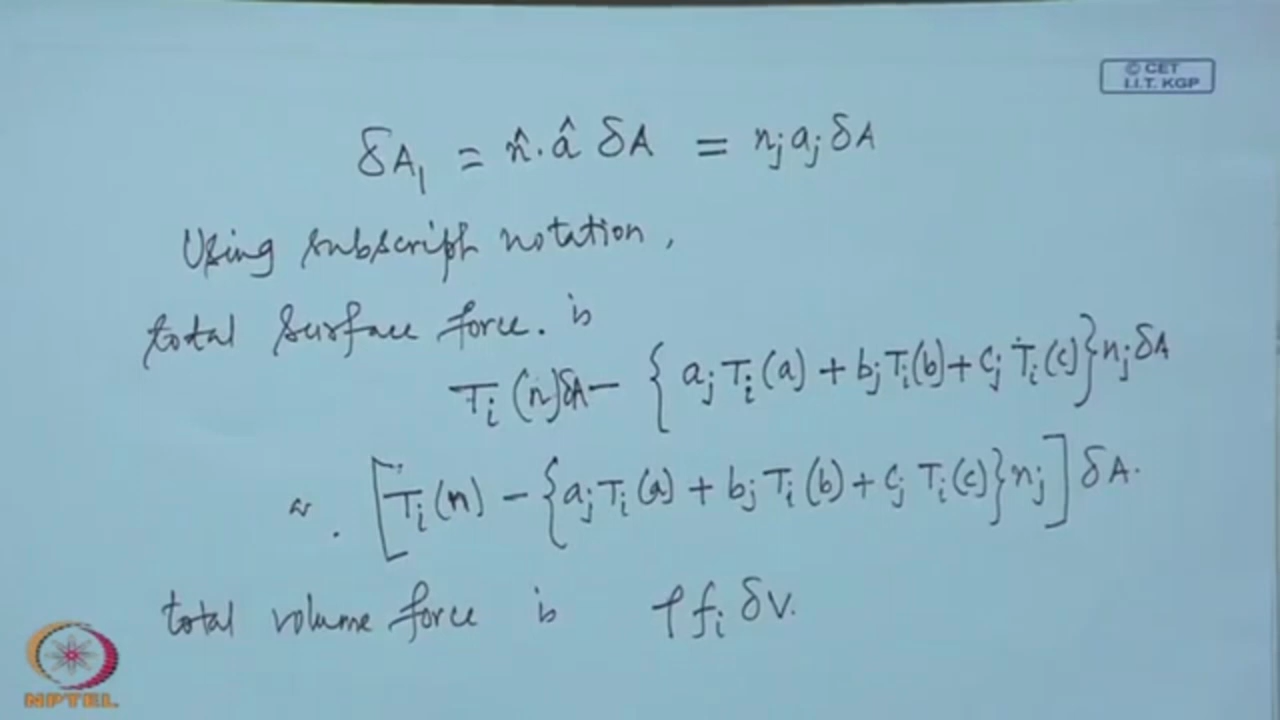 © CET
I.I.T. KGP
δA₁ = n̂.â δA = nⱼaⱼδA
Using subscript notation,
total surface force. is
Tᵢ(n)δA − {aⱼTᵢ(a) + bⱼTᵢ(b) + cⱼTᵢ(c)}nⱼδA
or. [Tᵢ(n) − {aⱼTᵢ(a) + bⱼTᵢ(b) + cⱼTᵢ(c)}nⱼ]δA.
total volume force is ρfᵢδV.
NPTEL